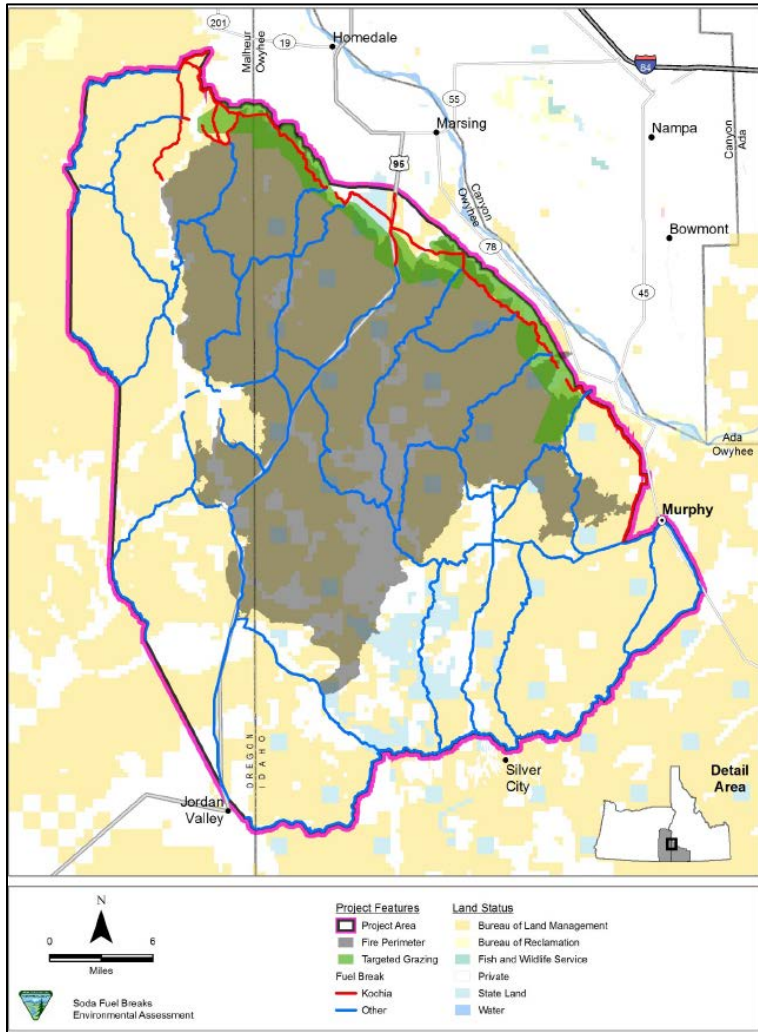 201
19
Homedale
Malheur
Owyhee
84
55
Marsing
Nampa
Canyon
Ada
95
Canyon
Owyhee
Bowmont
78
45
Ada
Owyhee
Murphy
OREGON
IDAHO
Silver
City
Jordan
Valley
Detail
Area
N
0 6
Miles
Soda Fuel Breaks
Environmental Assessment
Project Features
Project Area
Fire Perimeter
Targeted Grazing
Fuel Break
Kochia
Other
Land Status
Bureau of Land Management
Bureau of Reclamation
Fish and Wildlife Service
Private
State Land
Water